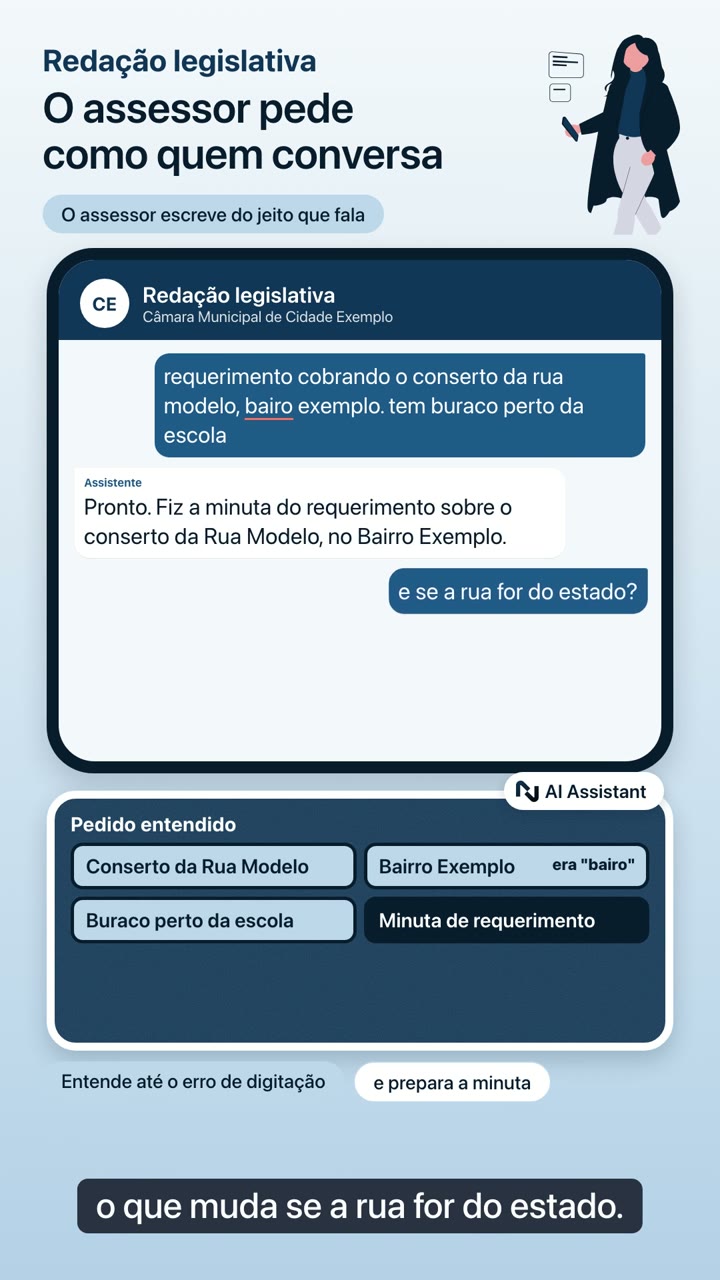 Redação legislativa
O assessor pede
como quem conversa
O assessor escreve do jeito que fala
CE
Redação legislativa
Câmara Municipal de Cidade Exemplo
requerimento cobrando o conserto da rua
modelo, bairo exemplo. tem buraco perto da
escola
Assistente
Pronto. Fiz a minuta do requerimento sobre o
conserto da Rua Modelo, no Bairro Exemplo.
e se a rua for do estado?
AI Assistant
Pedido entendido
Conserto da Rua Modelo
Bairro Exemplo era "bairo"
Buraco perto da escola
Minuta de requerimento
Entende até o erro de digitação
e prepara a minuta
o que muda se a rua for do estado.